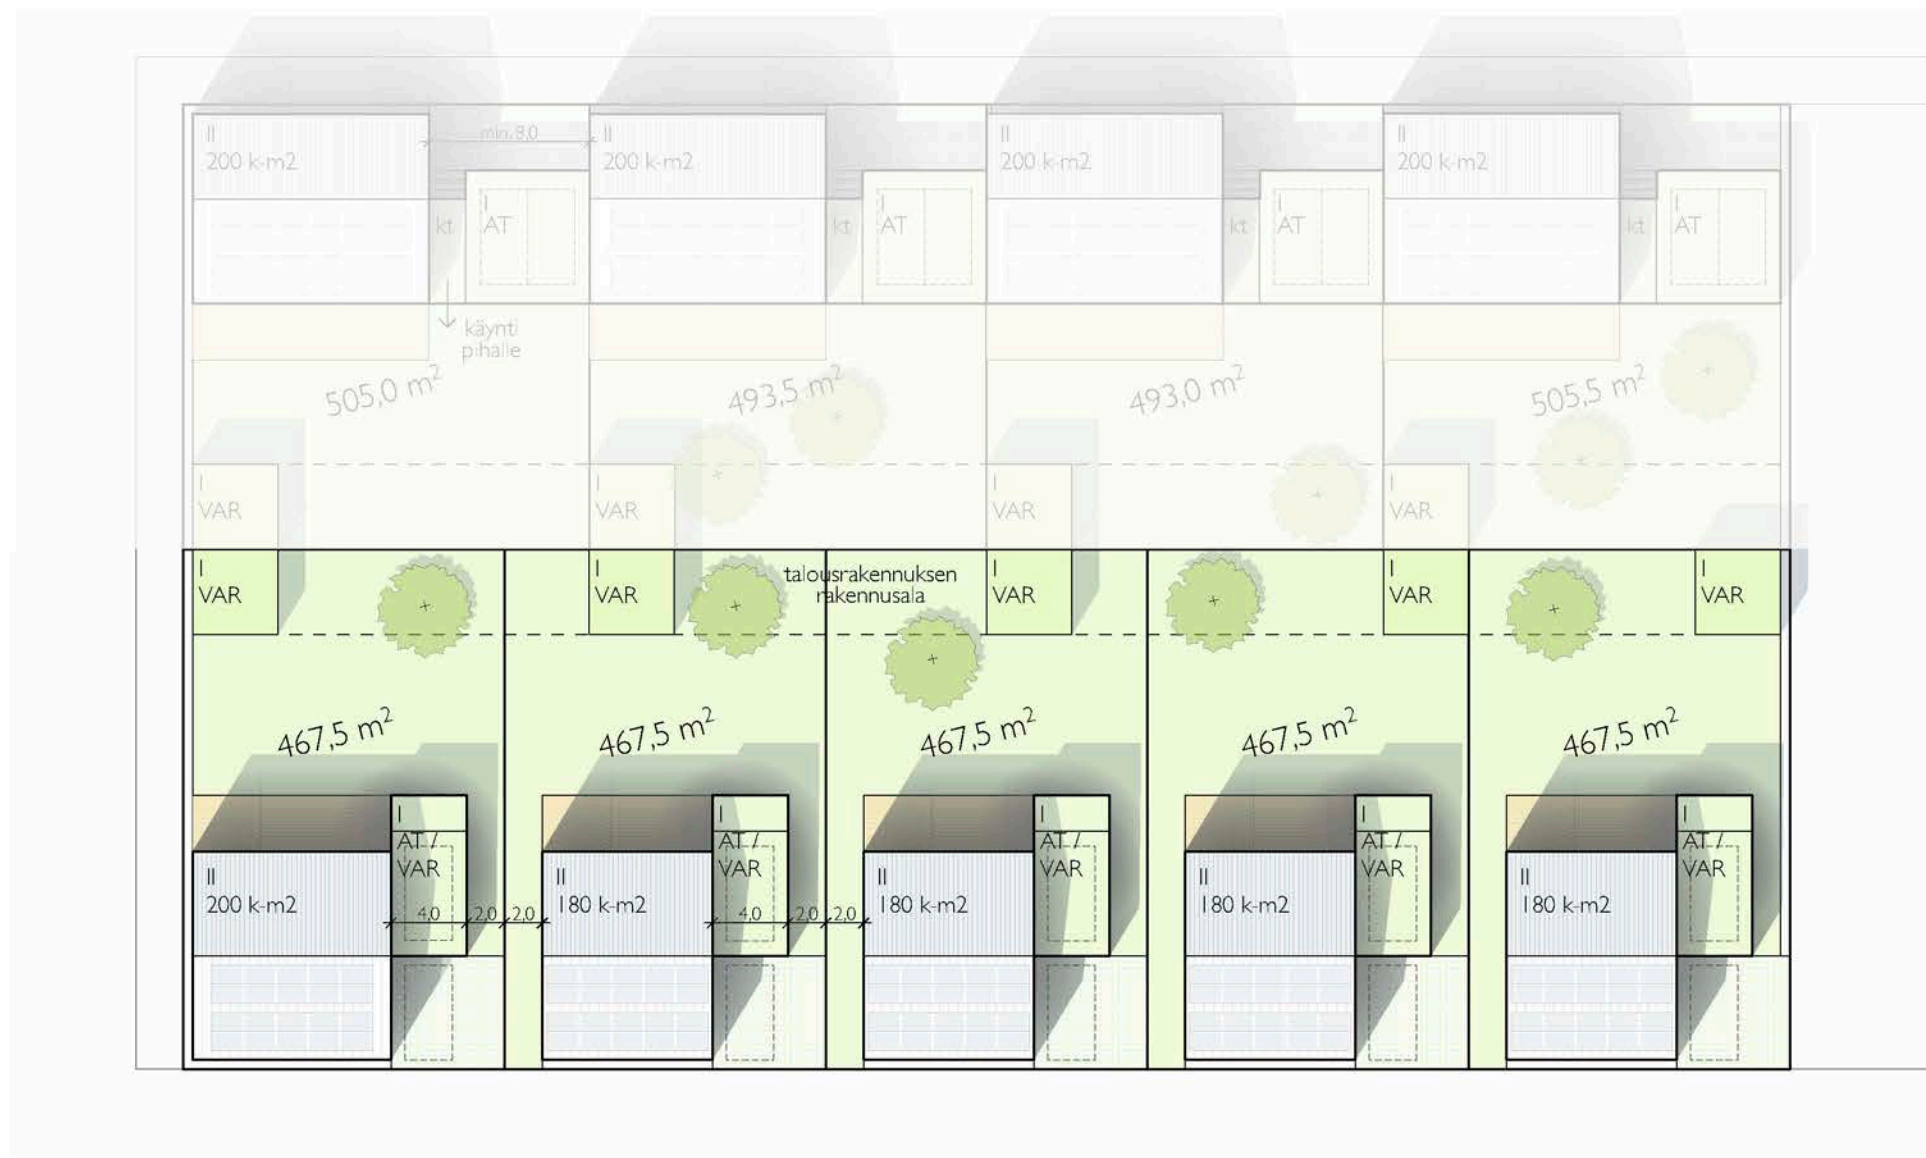 II
200 k-m2
min. 8,0
II
200 k-m2
II
200 k-m2
II
200 k-m2
kt
I
AT
kt
I
AT
kt
I
AT
kt
I
AT
käynti
pihalle
505,0 m²
493,5 m²
493,0 m²
505,5 m²
I
VAR
I
VAR
I
VAR
I
VAR
I
VAR
I
VAR
talousrakennuksen
rakennusala
I
VAR
I
VAR
I
VAR
467,5 m²
467,5 m²
467,5 m²
467,5 m²
467,5 m²
I
AT /
VAR
I
AT /
VAR
I
AT /
VAR
I
AT /
VAR
I
AT /
VAR
II
200 k-m2
4,0
2,0
2,0
II
180 k-m2
4,0
2,0
2,0
II
180 k-m2
II
180 k-m2
II
180 k-m2